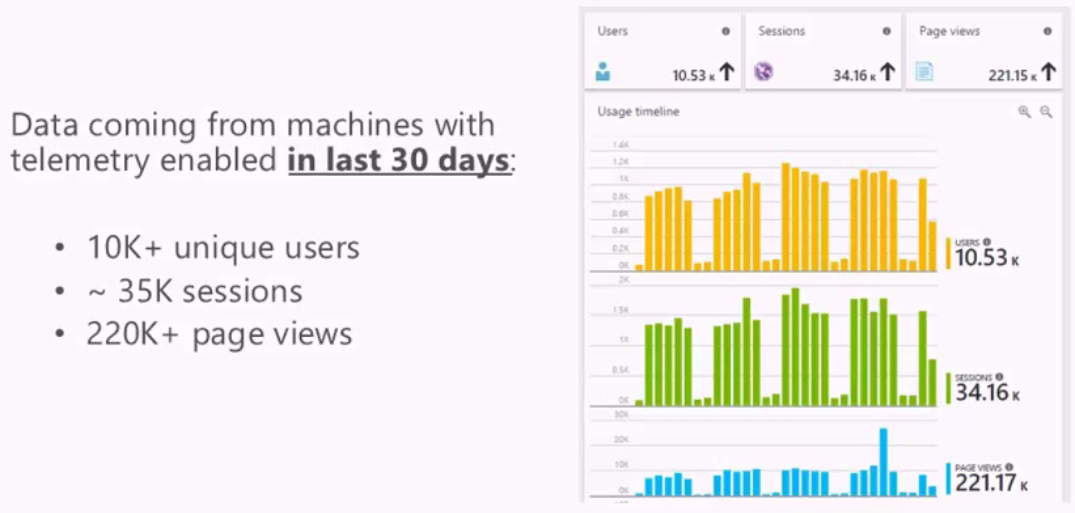 Data coming from machines with
telemetry enabled in last 30 days:
• 10K+ unique users
• ~ 35K sessions
• 220K+ page views
Users
10.53 K
Sessions
34.16 K
Page views
221.15 K
Usage timeline
1.4K
1.2K
1K
0.8K
0.6K
0.4K
0.2K
0K
USERS
10.53 K
2K
1.5K
1K
0.5K
0K
SESSIONS
34.16 K
30K
20K
10K
0K
PAGE VIEWS
221.17 K